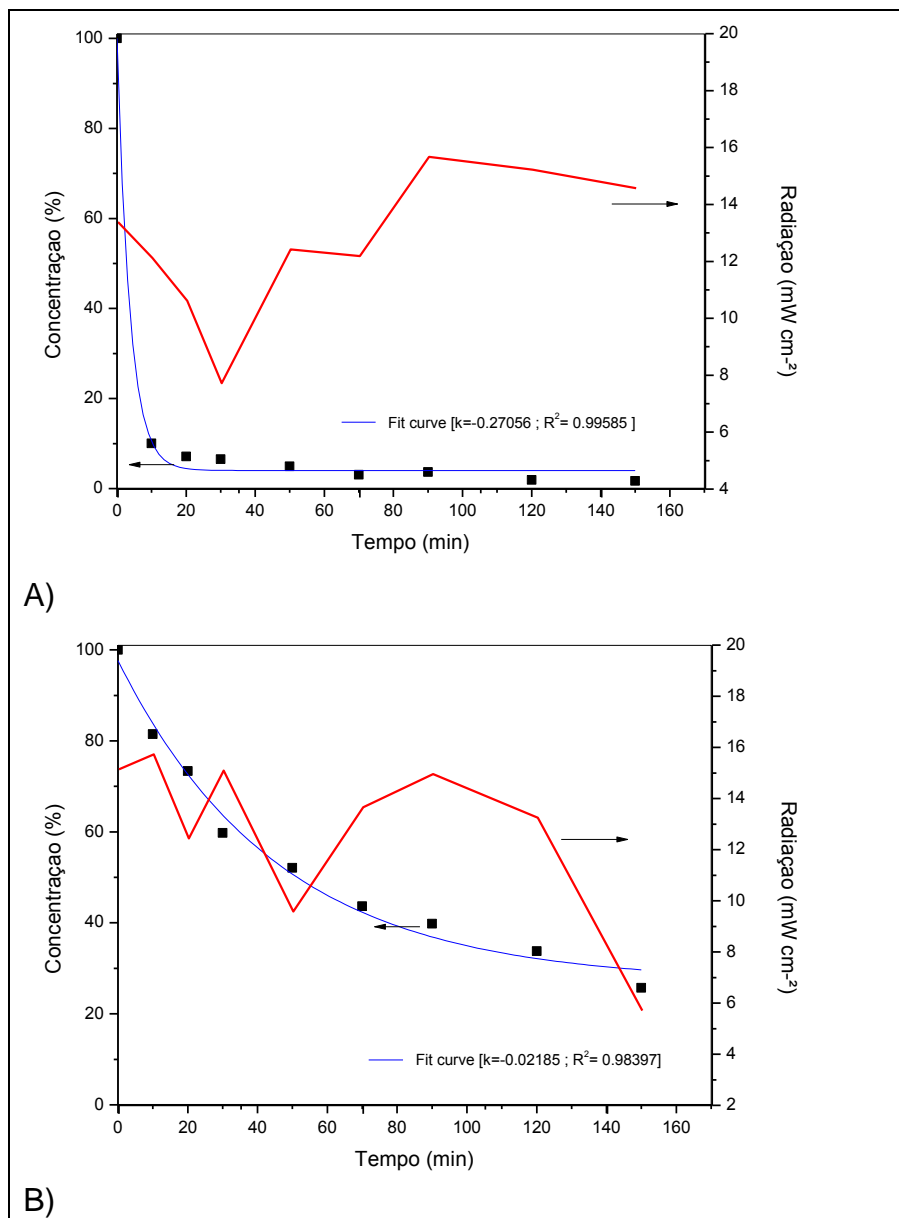 100
80
60
40
20
0
Concentraçao (%)
20
18
16
14
12
10
8
6
4
Radiaçao (mW cm-²)
Fit curve [k=-0.27056 ; R²= 0.99585 ]
0 20 40 60 80 100 120 140 160
Tempo (min)
A)
100
80
60
40
20
0
Concentraçao (%)
20
18
16
14
12
10
8
6
4
2
Radiaçao (mW cm-²)
Fit curve [k=-0.02185 ; R²= 0.98397]
0 20 40 60 80 100 120 140 160
Tempo (min)
B)